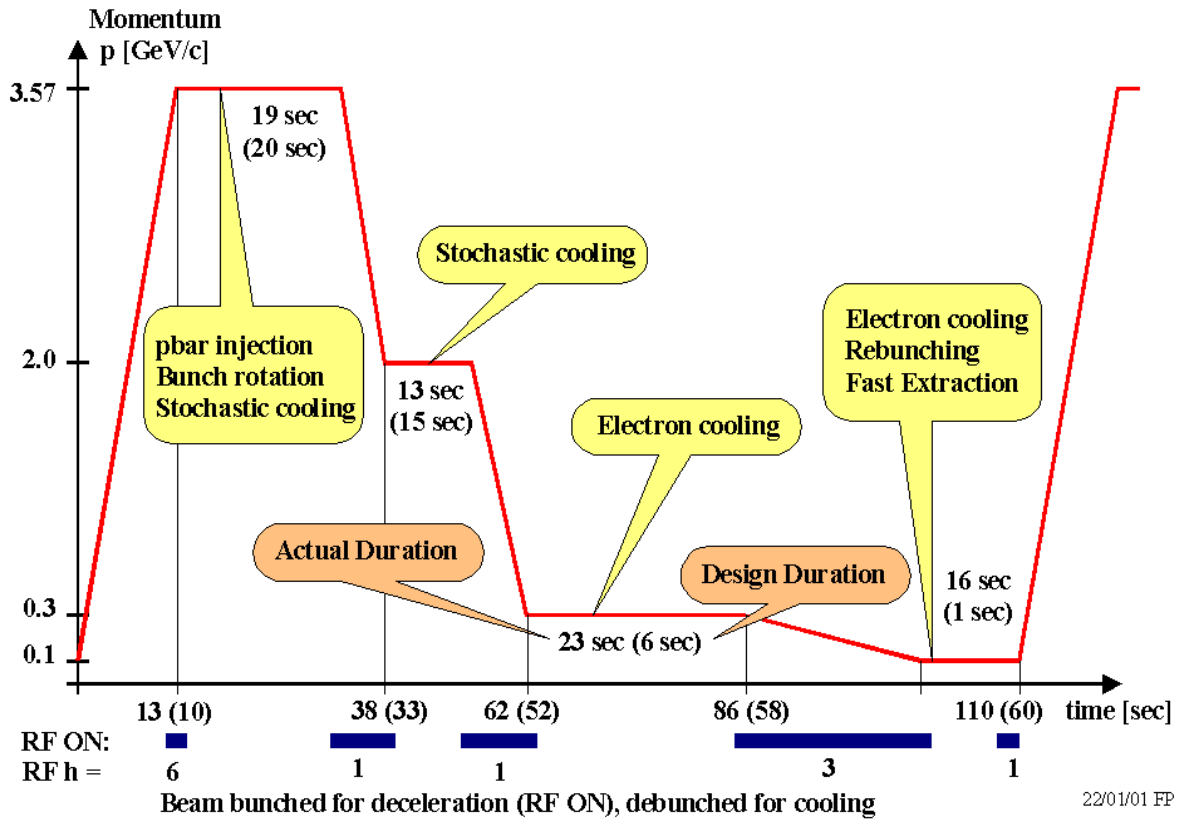 Momentum
p [GeV/c]
3.57
19 sec
(20 sec)
Stochastic cooling
pbar injection
Bunch rotation
Stochastic cooling
Electron cooling
Rebunching
Fast Extraction
2.0
13 sec
(15 sec)
Electron cooling
Actual Duration
Design Duration
16 sec
(1 sec)
0.3
23 sec (6 sec)
0.1
13 (10) 38 (33) 62 (52) 86 (58) 110 (60) time [sec]
RF ON:
RF h = 6 1 1 3 1
Beam bunched for deceleration (RF ON), debunched for cooling
22/01/01 FP